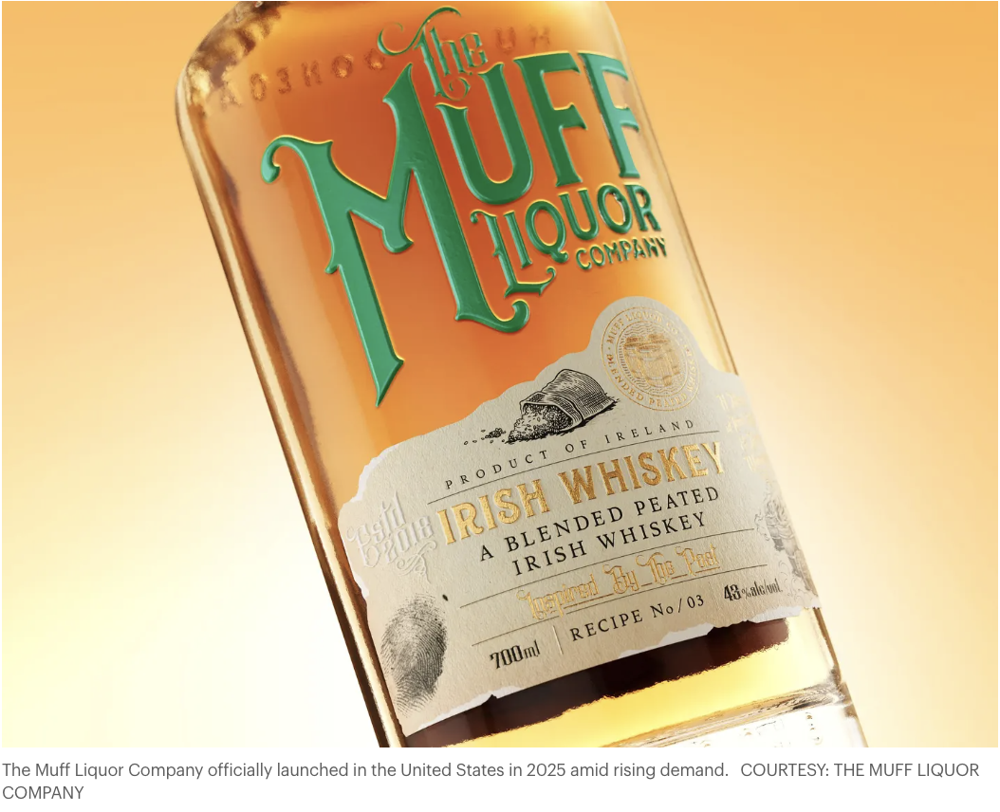 The
MUFF
LIQUOR
COMPANY
PRODUCT OF IRELAND
IRISH WHISKEY
A BLENDED PEATED
IRISH WHISKEY
Inspired By The Past
RECIPE No/03
43%alc/vol
700ml
Estd
2018
The Muff Liquor Company officially launched in the United States in 2025 amid rising demand. COURTESY: THE MUFF LIQUOR
COMPANY